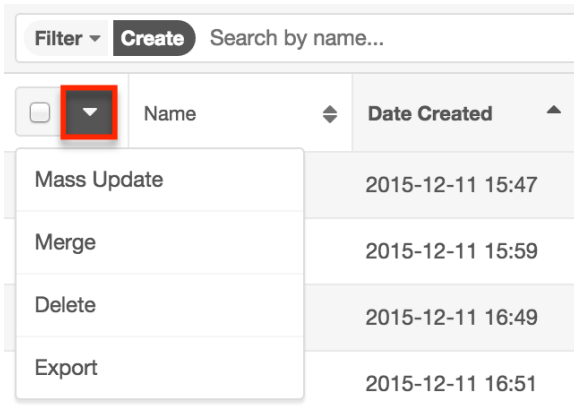 Filter Create Search by name...
Name Date Created
Mass Update 2015-12-11 15:47
Merge 2015-12-11 15:59
Delete 2015-12-11 16:49
Export 2015-12-11 16:51